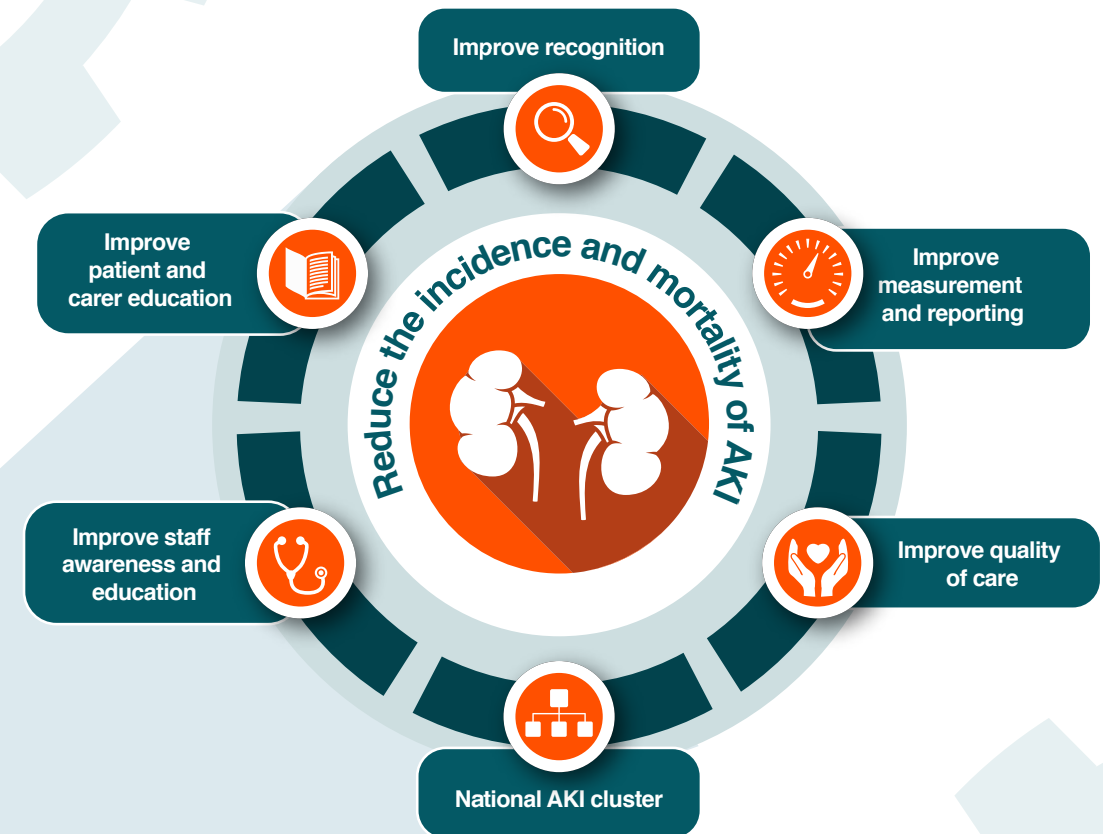 Improve recognition
Improve
measurement
and reporting
Improve quality
of care
National AKI cluster
Improve staff
awareness and
education
Improve
patient and
carer education
Reduce the incidence and mortality of AKI